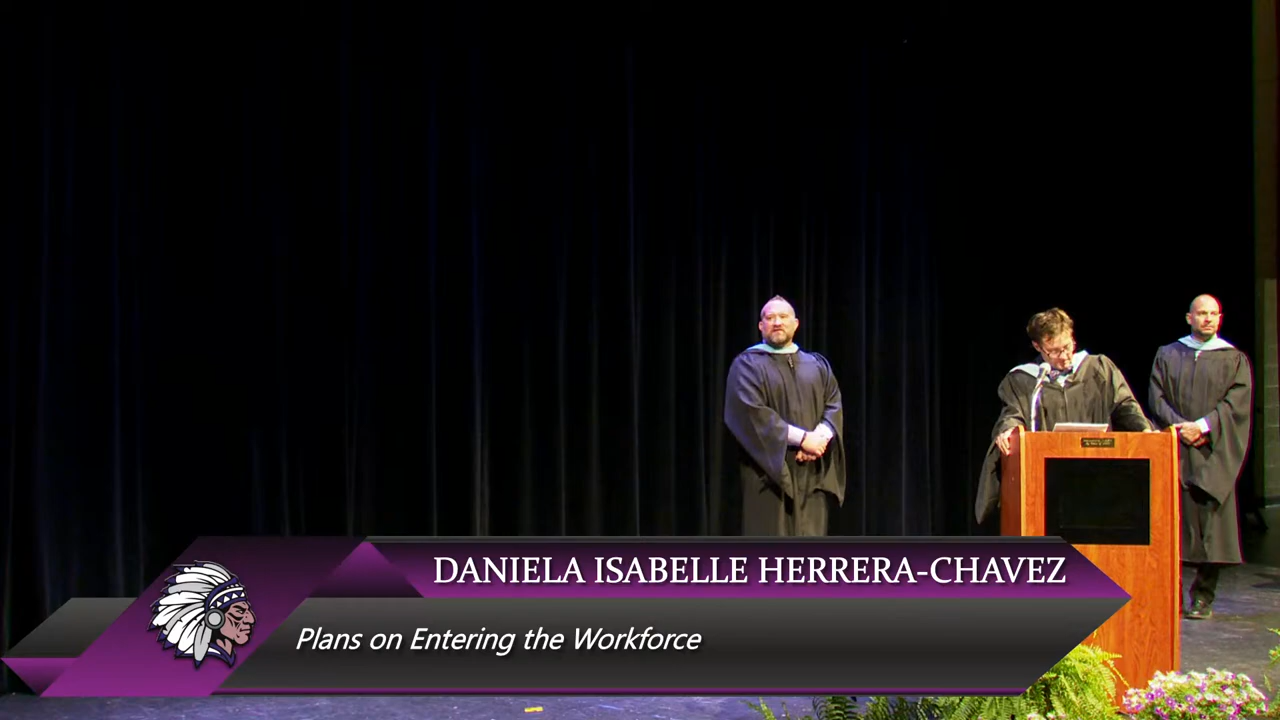 DANIELA ISABELLE HERRERA-CHAVEZ
Plans on Entering the Workforce